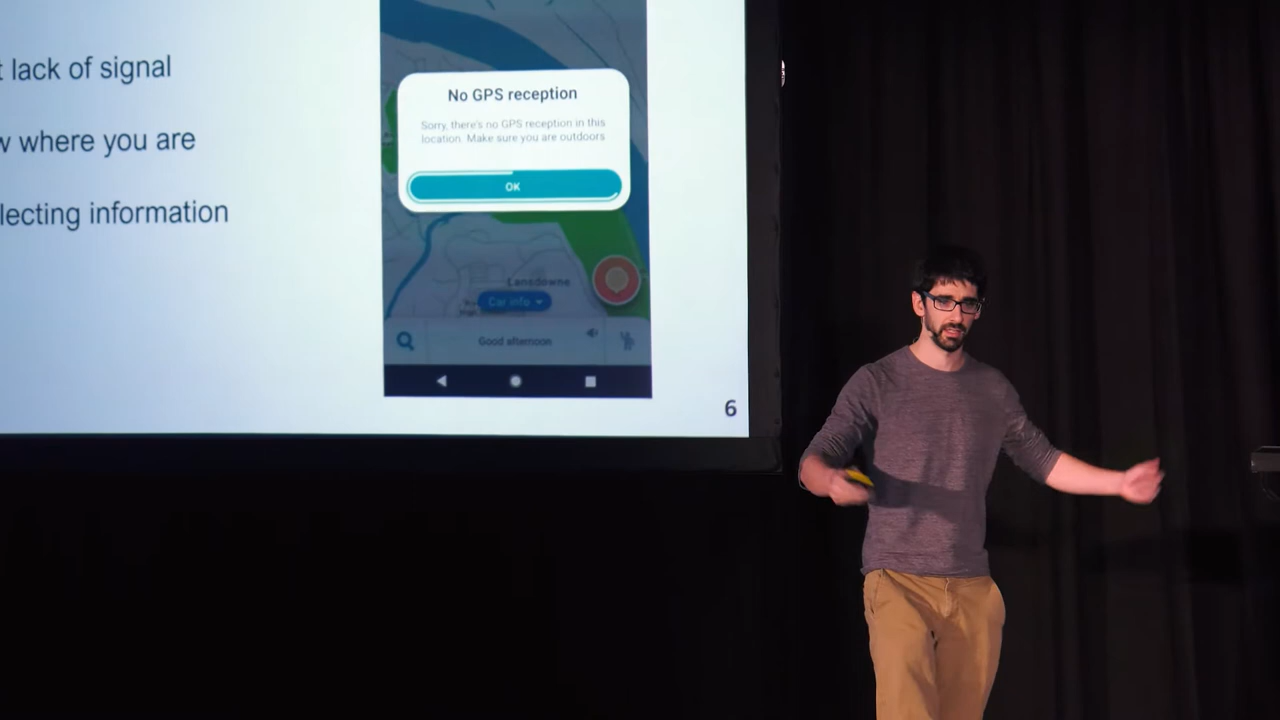 lack of signal
where you are
lecting information
No GPS reception
Sorry, there's no GPS reception in this
location. Make sure you are outdoors
OK
Lansdowne
Car info
Good afternoon
6